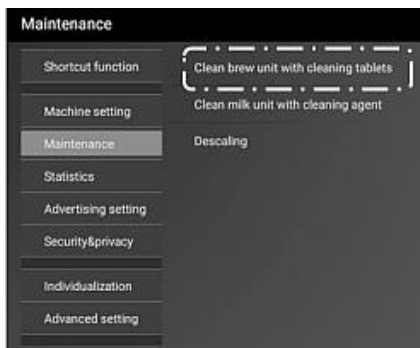 Maintenance
Shortcut function
Machine setting
Maintenance
Statistics
Advertising setting
Security&privacy
Individualization
Advanced setting
Clean brew unit with cleaning tablets
Clean milk unit with cleaning agent
Descaling